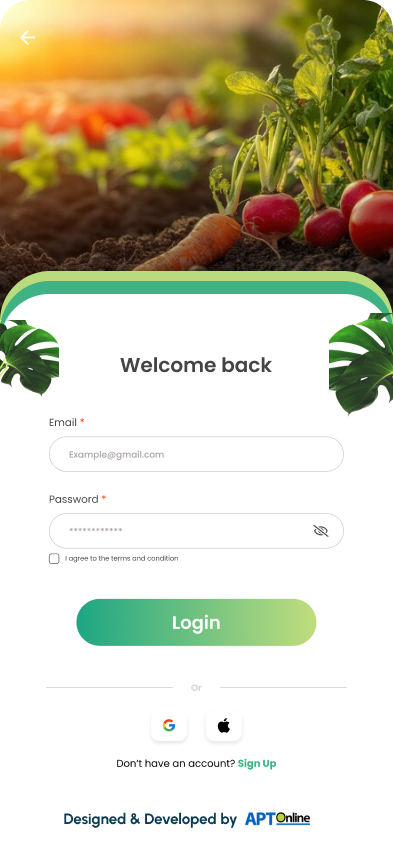 Welcome back
Email *
Example@gmail.com
Password *
************
I agree to the terms and condition
Login
Or
Don't have an account? Sign Up
Designed & Developed by APTOnline